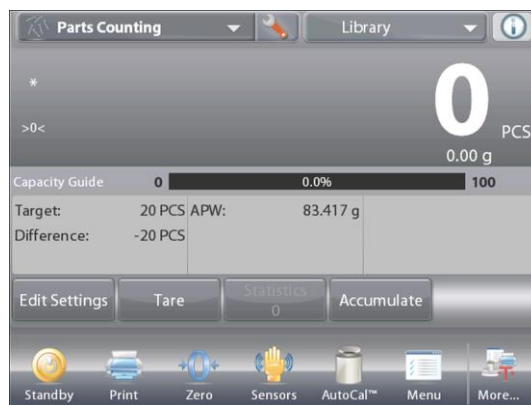 Parts Counting
Library
*
>0<
0 PCS
0.00 g
Capacity Guide 0 0.0% 100
Target: 20 PCS APW: 83.417 g
Difference: -20 PCS
Edit Settings Tare Statistics 0 Accumulate
Standby Print Zero Sensors AutoCal™ Menu More...